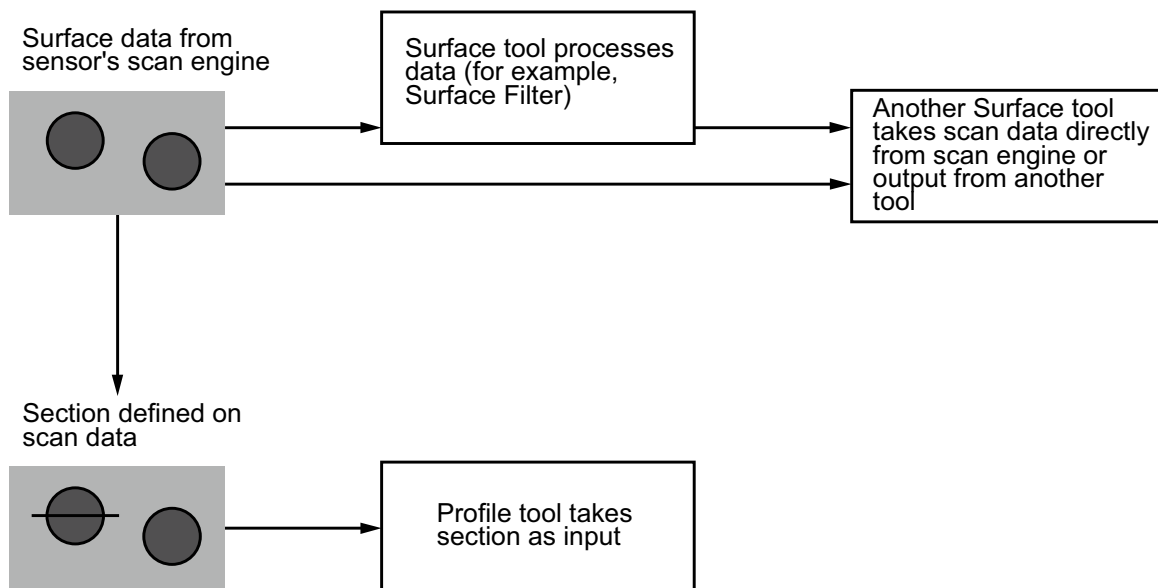 Surface data from
sensor's scan engine
Surface tool processes
data (for example,
Surface Filter)
Another Surface tool
takes scan data directly
from scan engine or
output from another
tool
Section defined on
scan data
Profile tool takes
section as input